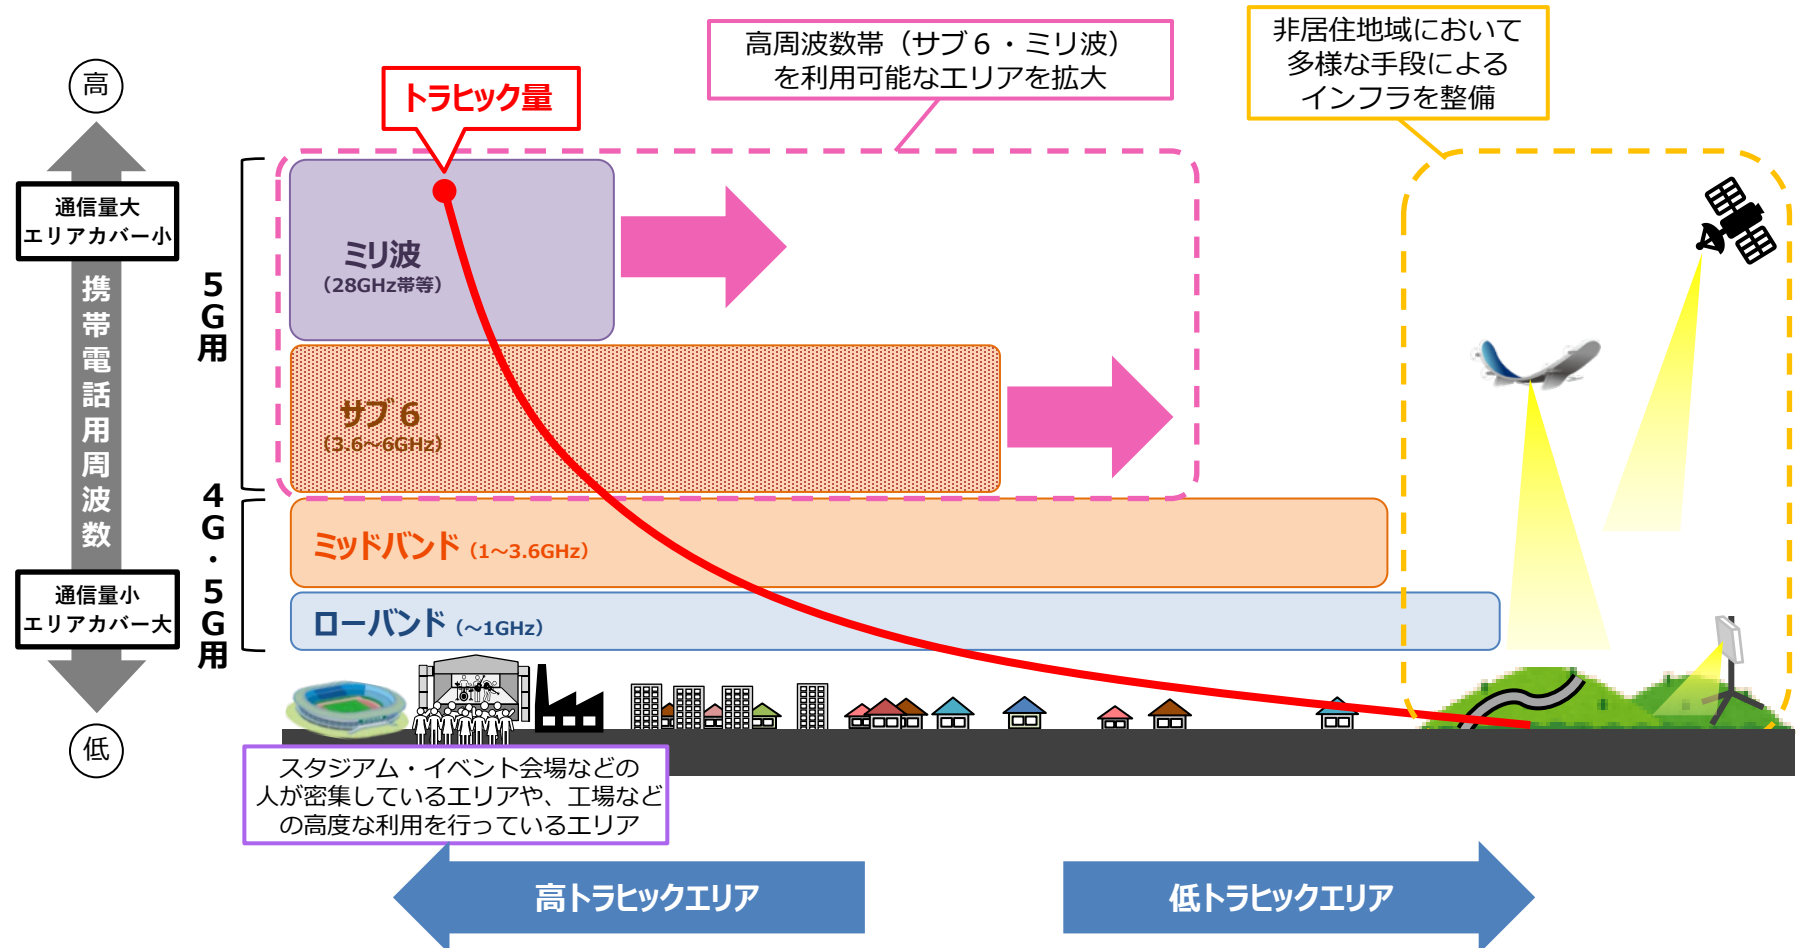 高周波数帯（サブ６・ミリ波）
を利用可能なエリアを拡大
非居住地域において
多様な手段による
インフラを整備
高
トラヒック量
通信量大
エリアカバー小
携帯電話用周波数
通信量小
エリアカバー大
低
5G用
4G・5G用
ミリ波
（28GHz帯等）
サブ６
（3.6～6GHz）
ミッドバンド（1～3.6GHz）
ローバンド（～1GHz）
スタジアム・イベント会場などの
人が密集しているエリアや、工場など
の高度な利用を行っているエリア
高トラヒックエリア
低トラヒックエリア